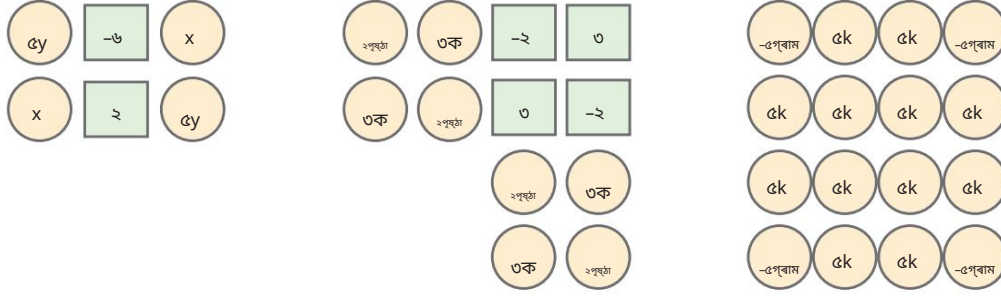 ৫y –৬ x ২পৃষ্ঠা ৩ক –২ ৩ –৫গ্ৰাম ৫k ৫k –৫গ্ৰাম
x ২ ৫y ৩ক ২পৃষ্ঠা ৩ –২ ৫k ৫k ৫k ৫k
২পৃষ্ঠা ৩ক ৫k ৫k ৫k ৫k
৩ক ২পৃষ্ঠা –৫গ্ৰাম ৫k ৫k –৫গ্ৰাম